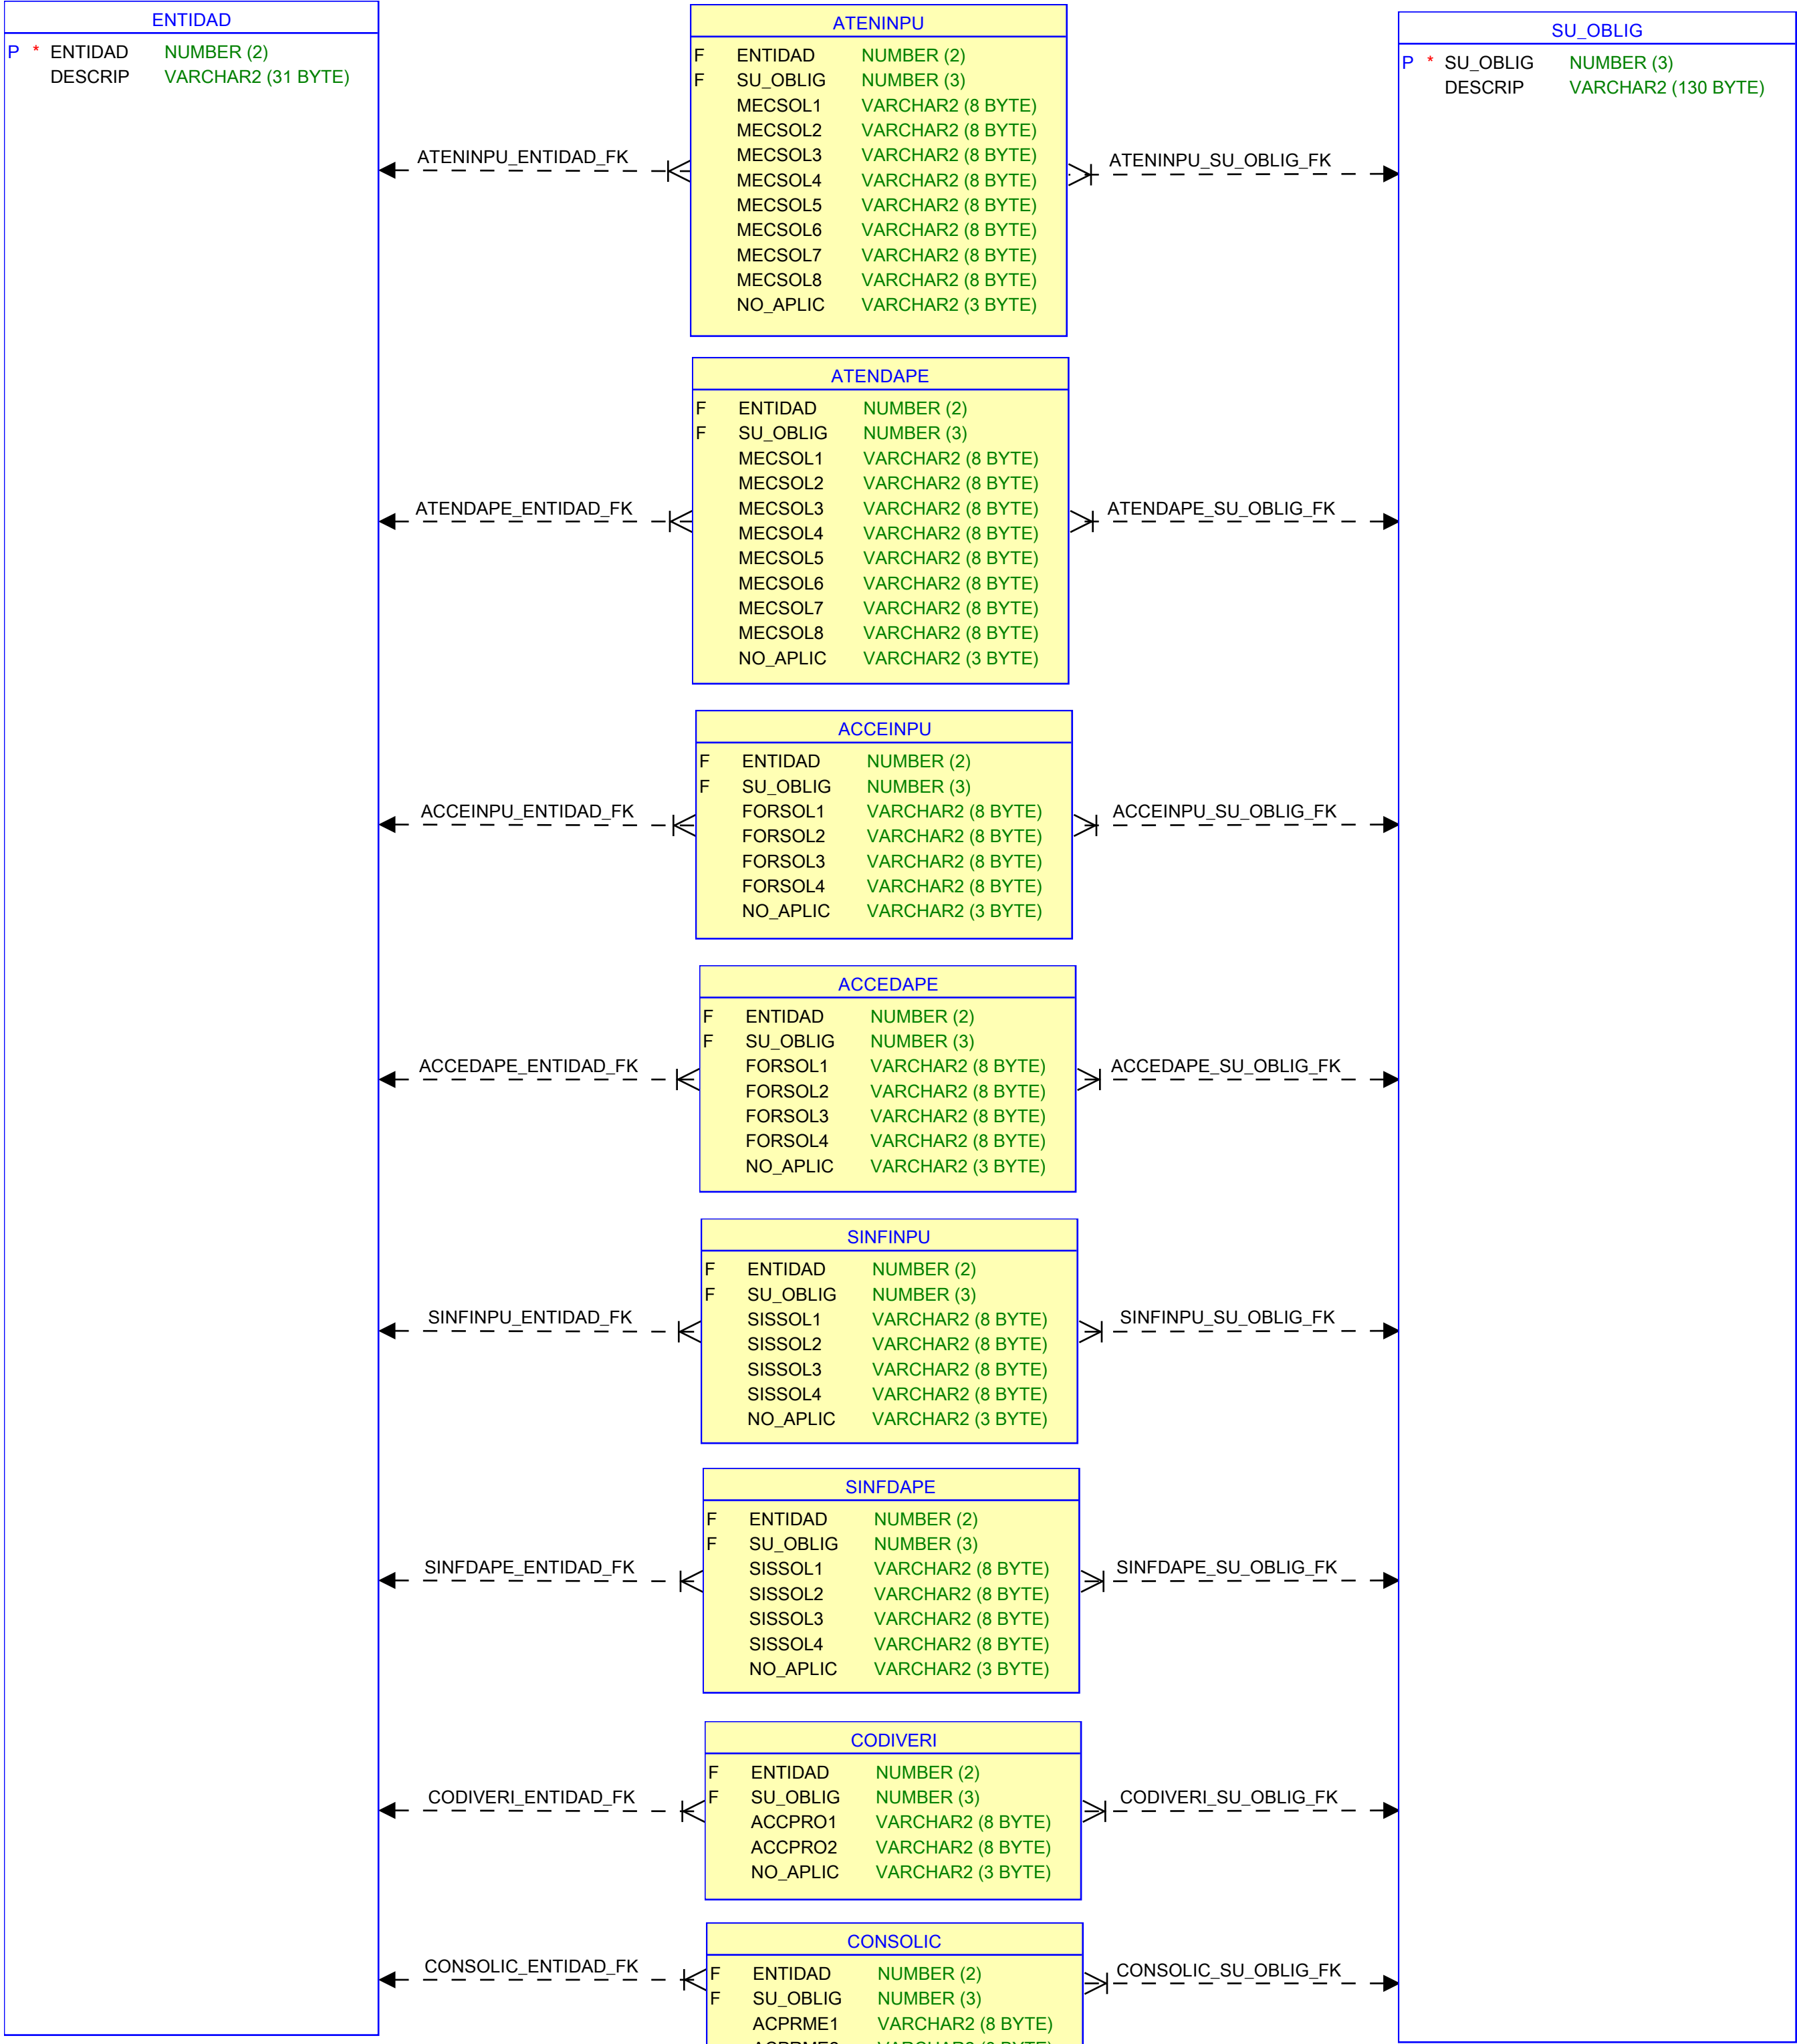 ENTIDAD
P * ENTIDAD NUMBER (2)
DESCRIP VARCHAR2 (31 BYTE)
ATENINPU
F ENTIDAD NUMBER (2)
F SU_OBLIG NUMBER (3)
MECSOL1 VARCHAR2 (8 BYTE)
MECSOL2 VARCHAR2 (8 BYTE)
MECSOL3 VARCHAR2 (8 BYTE)
MECSOL4 VARCHAR2 (8 BYTE)
MECSOL5 VARCHAR2 (8 BYTE)
MECSOL6 VARCHAR2 (8 BYTE)
MECSOL7 VARCHAR2 (8 BYTE)
MECSOL8 VARCHAR2 (8 BYTE)
NO_APLIC VARCHAR2 (3 BYTE)
SU_OBLIG
P * SU_OBLIG NUMBER (3)
DESCRIP VARCHAR2 (130 BYTE)
ATENINPU_ENTIDAD_FK
ATENINPU_SU_OBLIG_FK
ATENDAPE
F ENTIDAD NUMBER (2)
F SU_OBLIG NUMBER (3)
MECSOL1 VARCHAR2 (8 BYTE)
MECSOL2 VARCHAR2 (8 BYTE)
MECSOL3 VARCHAR2 (8 BYTE)
MECSOL4 VARCHAR2 (8 BYTE)
MECSOL5 VARCHAR2 (8 BYTE)
MECSOL6 VARCHAR2 (8 BYTE)
MECSOL7 VARCHAR2 (8 BYTE)
MECSOL8 VARCHAR2 (8 BYTE)
NO_APLIC VARCHAR2 (3 BYTE)
ATENDAPE_ENTIDAD_FK
ATENDAPE_SU_OBLIG_FK
ACCEINPU
F ENTIDAD NUMBER (2)
F SU_OBLIG NUMBER (3)
FORSOL1 VARCHAR2 (8 BYTE)
FORSOL2 VARCHAR2 (8 BYTE)
FORSOL3 VARCHAR2 (8 BYTE)
FORSOL4 VARCHAR2 (8 BYTE)
NO_APLIC VARCHAR2 (3 BYTE)
ACCEINPU_ENTIDAD_FK
ACCEINPU_SU_OBLIG_FK
ACCEDAPE
F ENTIDAD NUMBER (2)
F SU_OBLIG NUMBER (3)
FORSOL1 VARCHAR2 (8 BYTE)
FORSOL2 VARCHAR2 (8 BYTE)
FORSOL3 VARCHAR2 (8 BYTE)
FORSOL4 VARCHAR2 (8 BYTE)
NO_APLIC VARCHAR2 (3 BYTE)
ACCEDAPE_ENTIDAD_FK
ACCEDAPE_SU_OBLIG_FK
SINFINPU
F ENTIDAD NUMBER (2)
F SU_OBLIG NUMBER (3)
SISSOL1 VARCHAR2 (8 BYTE)
SISSOL2 VARCHAR2 (8 BYTE)
SISSOL3 VARCHAR2 (8 BYTE)
SISSOL4 VARCHAR2 (8 BYTE)
NO_APLIC VARCHAR2 (3 BYTE)
SINFINPU_ENTIDAD_FK
SINFINPU_SU_OBLIG_FK
SINFDAPE
F ENTIDAD NUMBER (2)
F SU_OBLIG NUMBER (3)
SISSOL1 VARCHAR2 (8 BYTE)
SISSOL2 VARCHAR2 (8 BYTE)
SISSOL3 VARCHAR2 (8 BYTE)
SISSOL4 VARCHAR2 (8 BYTE)
NO_APLIC VARCHAR2 (3 BYTE)
SINFDAPE_ENTIDAD_FK
SINFDAPE_SU_OBLIG_FK
CODIVERI
F ENTIDAD NUMBER (2)
F SU_OBLIG NUMBER (3)
ACCPRO1 VARCHAR2 (8 BYTE)
ACCPRO2 VARCHAR2 (8 BYTE)
NO_APLIC VARCHAR2 (3 BYTE)
CODIVERI_ENTIDAD_FK
CODIVERI_SU_OBLIG_FK
CONSOLIC
F ENTIDAD NUMBER (2)
F SU_OBLIG NUMBER (3)
ACPRME1 VARCHAR2 (8 BYTE)
CONSOLIC_ENTIDAD_FK
CONSOLIC_SU_OBLIG_FK